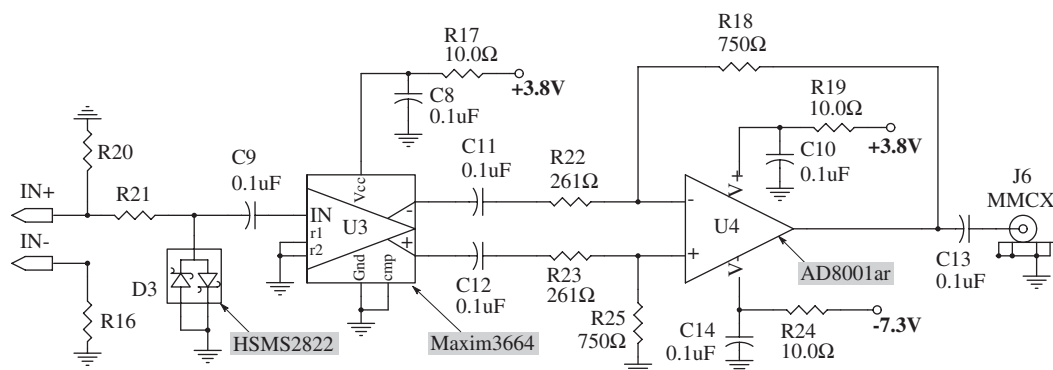 R18
750Ω
R17
10.0Ω
+3.8V
C8
0.1uF
R19
10.0Ω
+3.8V
C10
0.1uF
R20
C9
0.1uF
C11
0.1uF
R22
261Ω
J6
MMCX
IN+
R21
Vcc
IN
r1
r2
U3
-
+
Gnd
cmp
V+
-
U4
+
V-
IN-
C12
0.1uF
R23
261Ω
AD8001ar
C13
0.1uF
D3
R16
HSMS2822
Maxim3664
R25
750Ω
C14
0.1uF
R24
10.0Ω
-7.3V